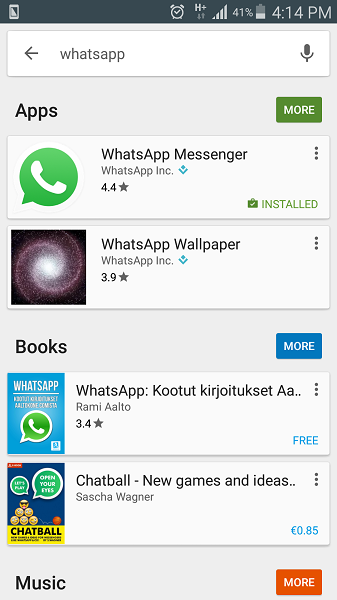 H+ 41% 4:14 PM
whatsapp
Apps MORE
WhatsApp Messenger
WhatsApp Inc.
4.4
INSTALLED
WhatsApp Wallpaper
WhatsApp Inc.
3.9
Books MORE
WHATSAPP
KOOTUT KIRJOITUKSET
AALTOKONE.COMISTA
WhatsApp: Kootut kirjoitukset Aa..
Rami Aalto
3.4
FREE
LET'S PLAY
OPEN YOUR EYES
CHATBALL
Chatball - New games and ideas..
Sascha Wagner
€0.85
Music MORE